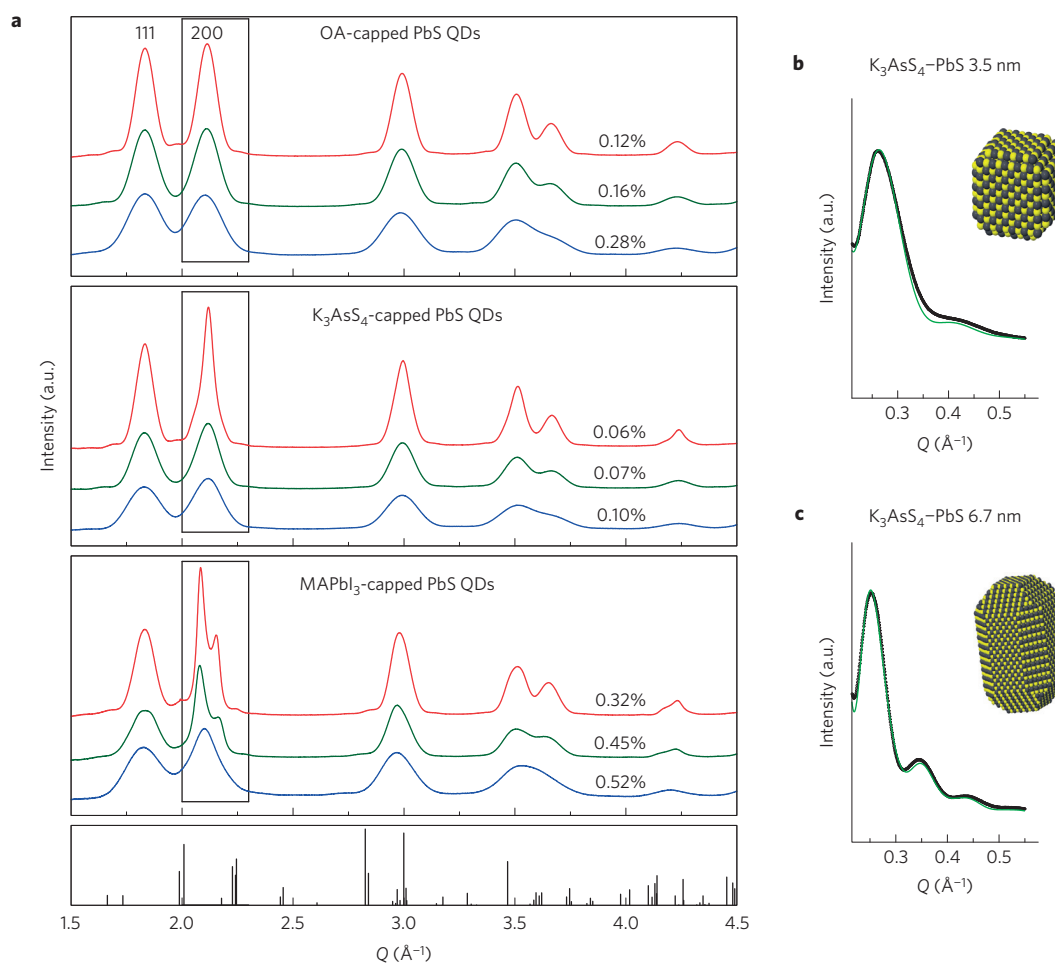 a
111 200
OA-capped PbS QDs
0.12%
0.16%
0.28%
K₃AsS₄-capped PbS QDs
0.06%
0.07%
0.10%
MAPbI₃-capped PbS QDs
0.32%
0.45%
0.52%
Intensity (a.u.)
1.5 2.0 2.5 3.0 3.5 4.0 4.5
Q (Å⁻¹)
b
K₃AsS₄–PbS 3.5 nm
Intensity (a.u.)
0.3 0.4 0.5
Q (Å⁻¹)
c
K₃AsS₄–PbS 6.7 nm
Intensity (a.u.)
0.3 0.4 0.5
Q (Å⁻¹)